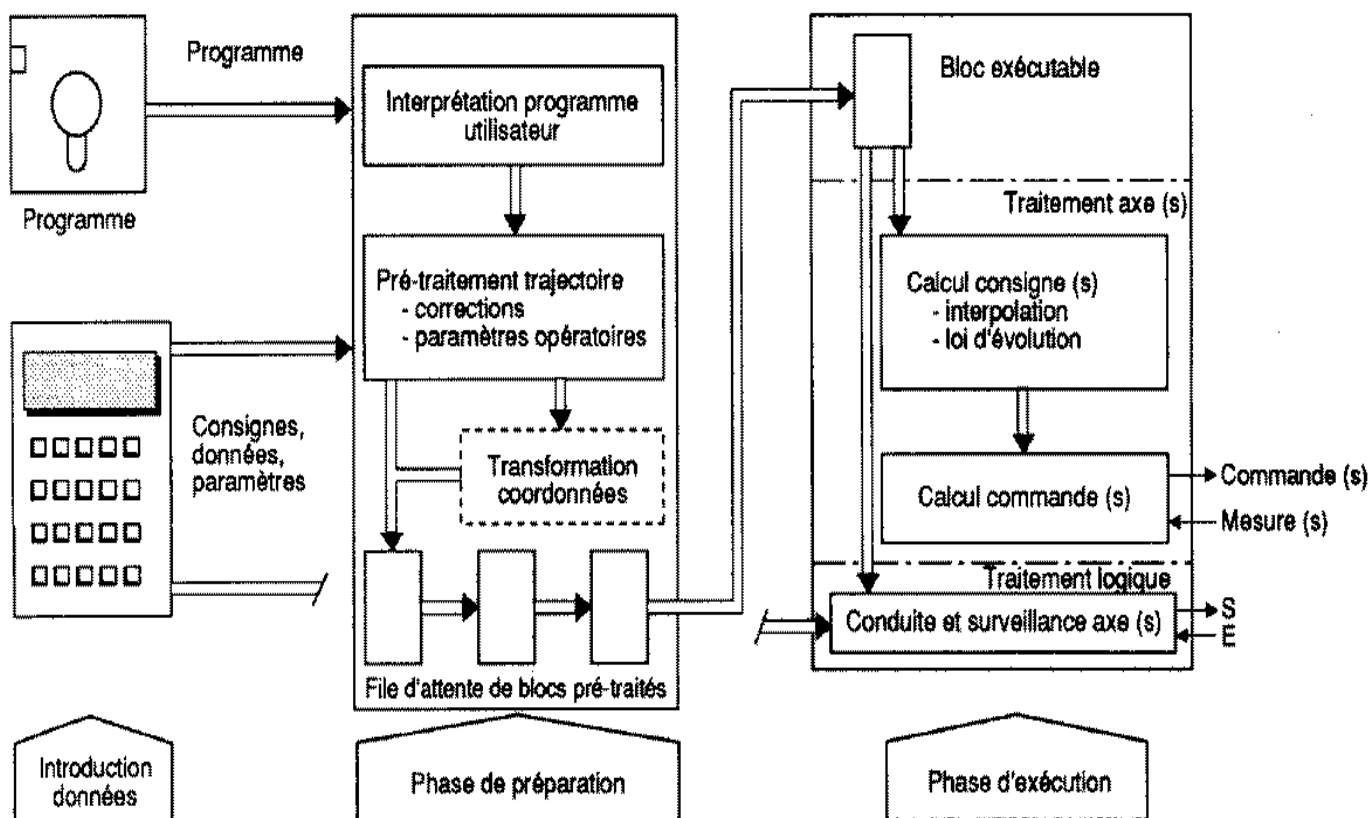 Programme
Programme
Consignes,
données,
paramètres
Interprétation programme
utilisateur
Pré-traitement trajectoire
- corrections
- paramètres opératoires
Transformation
coordonnées
File d'attente de blocs pré-traités
Bloc exécutable
Traitement axe (s)
Calcul consigne (s)
- interpolation
- loi d'évolution
Calcul commande (s)
Commande (s)
Mesure (s)
Traitement logique
Conduite et surveillance axe (s)
S
E
Introduction
données
Phase de préparation
Phase d'exécution